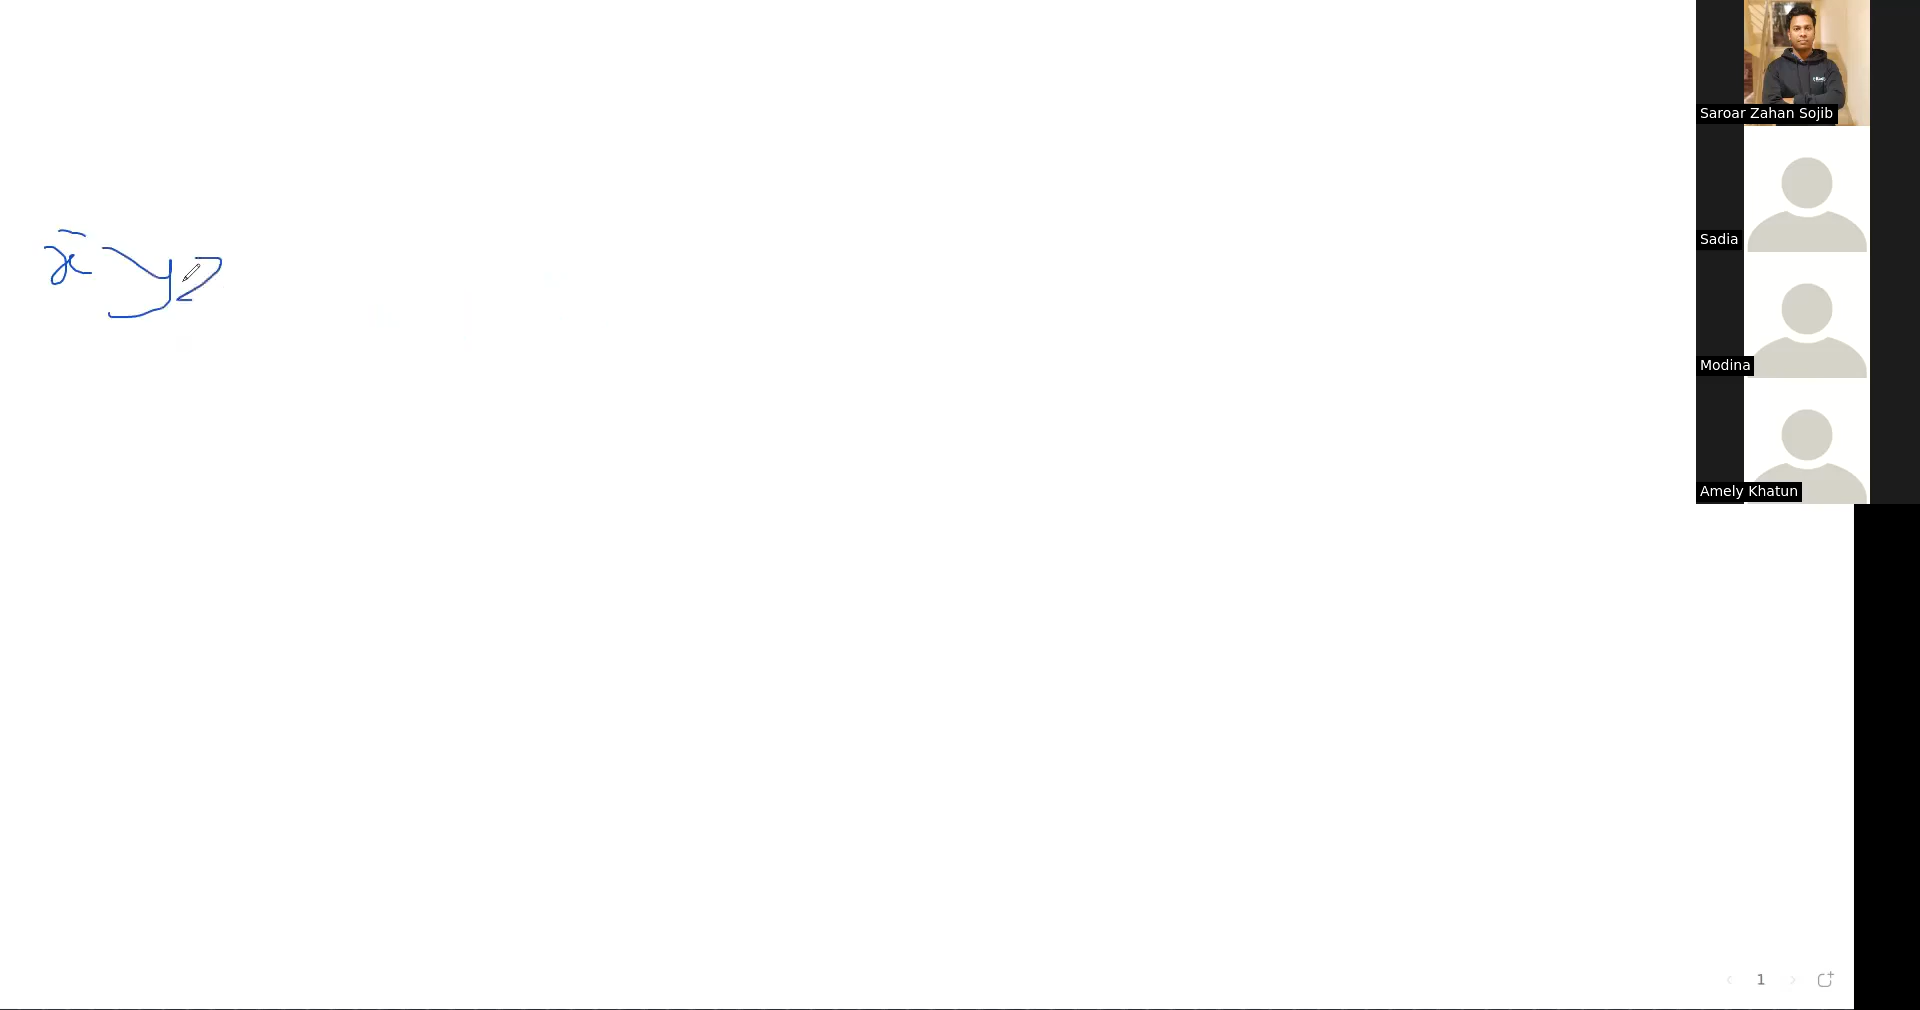 x̄ y z
Saroar Zahan Sojib
Sadia
Modina
Amely Khatun
1